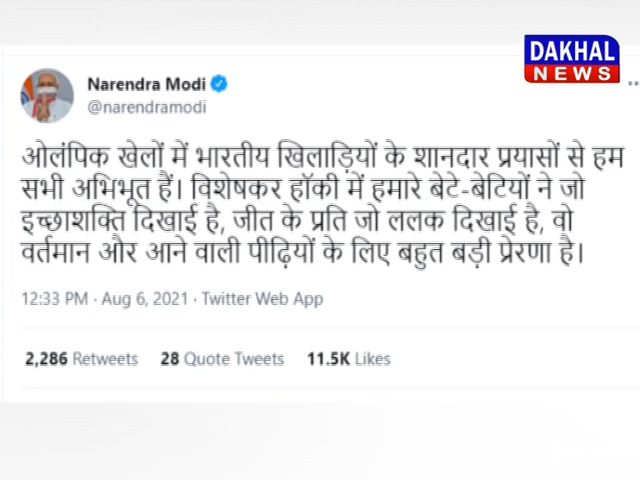 DAKHAL
NEWS
Narendra Modi
@narendramodi
ओलंपिक खेलों में भारतीय खिलाड़ियों के शानदार प्रयासों से हम
सभी अभिभूत हैं। विशेषकर हॉकी में हमारे बेटे-बेटियों ने जो
इच्छाशक्ति दिखाई है, जीत के प्रति जो ललक दिखाई है, वो
वर्तमान और आने वाली पीढ़ियों के लिए बहुत बड़ी प्रेरणा है।
12:33 PM · Aug 6, 2021 · Twitter Web App
2,286 Retweets 28 Quote Tweets 11.5K Likes